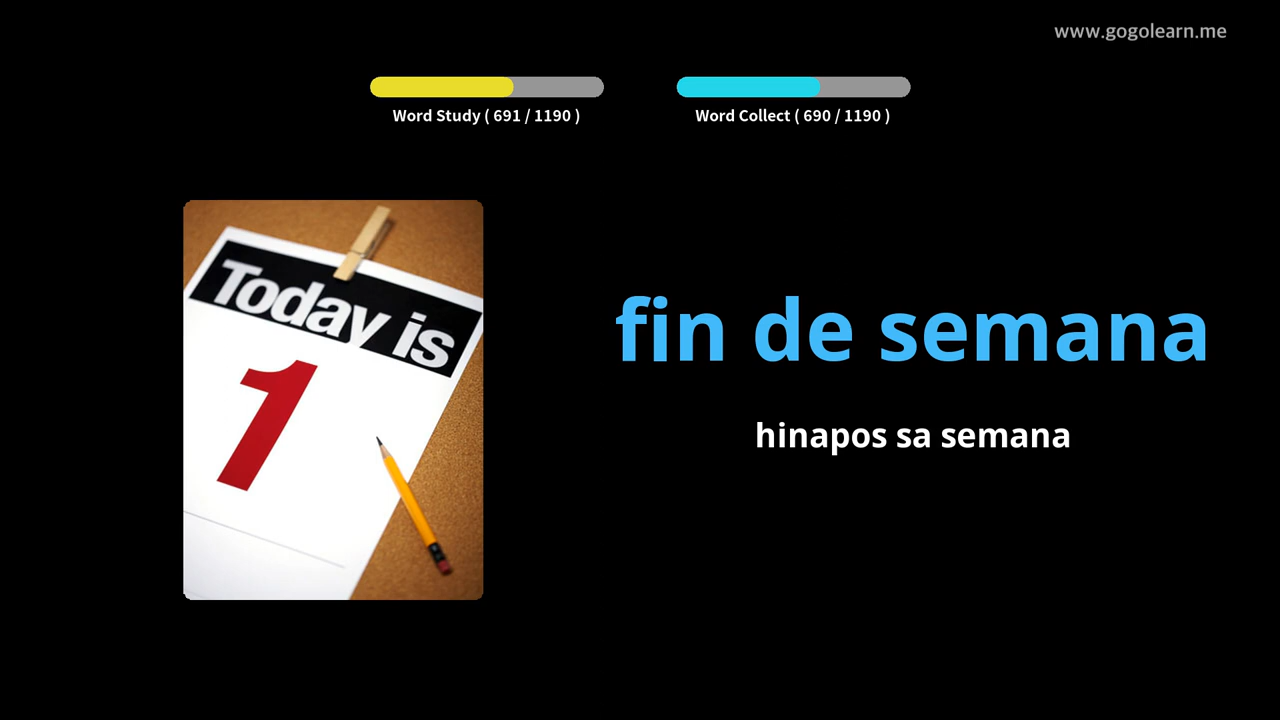 www.gogolearn.me
Word Study ( 691 / 1190 )
Word Collect ( 690 / 1190 )
Today is
1
fin de semana
hinapos sa semana